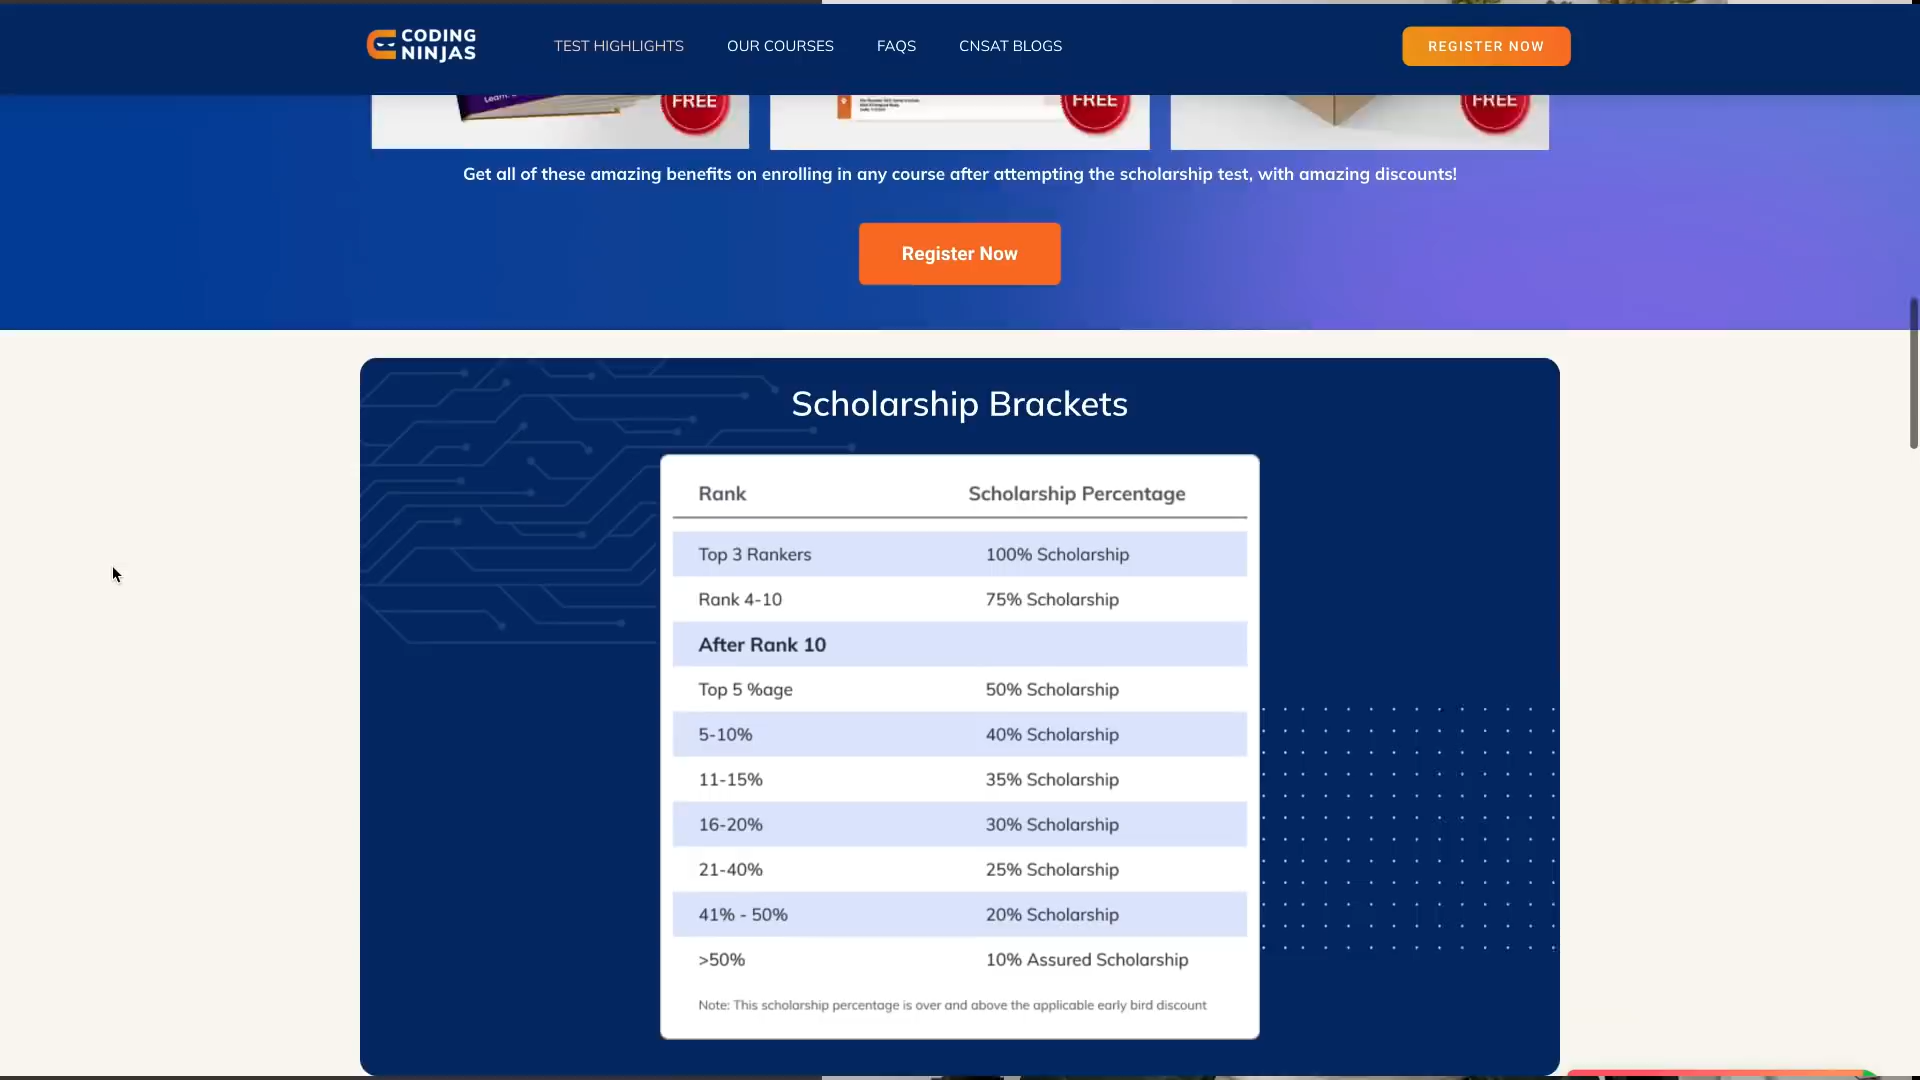 CODING
NINJAS
TEST HIGHLIGHTS
OUR COURSES
FAQS
CNSAT BLOGS
REGISTER NOW
Learn.
FREE
FREE
FREE
Get all of these amazing benefits on enrolling in any course after attempting the scholarship test, with amazing discounts!
Register Now
Scholarship Brackets
Rank Scholarship Percentage
Top 3 Rankers 100% Scholarship
Rank 4-10 75% Scholarship
After Rank 10
Top 5 %age 50% Scholarship
5-10% 40% Scholarship
11-15% 35% Scholarship
16-20% 30% Scholarship
21-40% 25% Scholarship
41% - 50% 20% Scholarship
>50% 10% Assured Scholarship
Note: This scholarship percentage is over and above the applicable early bird discount